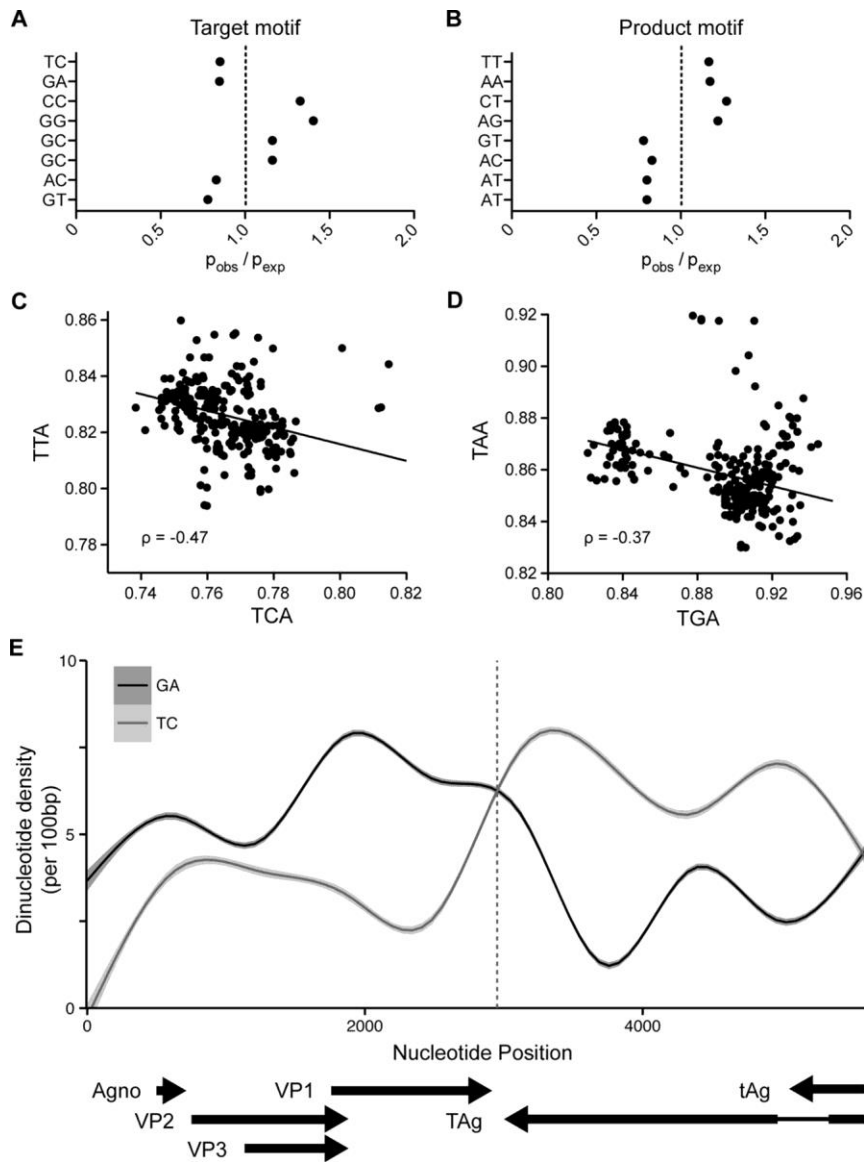 A
Target motif
TC
GA
CC
GG
GC
GC
AC
GT
0 0.5 1.0 1.5 2.0
pobs / pexp
B
Product motif
TT
AA
CT
AG
GT
AC
AT
AT
0 0.5 1.0 1.5 2.0
pobs / pexp
C
0.86
0.84
0.82
0.80
0.78
TTA
ρ = -0.47
0.74 0.76 0.78 0.80 0.82
TCA
D
0.92
0.90
0.88
0.86
0.84
0.82
TAA
ρ = -0.37
0.80 0.84 0.88 0.92 0.96
TGA
E
10
5
0
Dinucleotide density
(per 100bp)
GA
TC
0 2000 4000
Nucleotide Position
Agno VP1 tAg
VP2 TAg
VP3